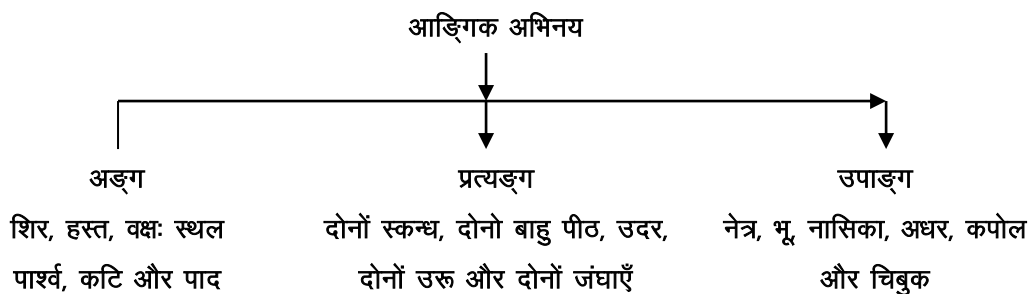 आङ्गिक अभिनय
अङ्ग प्रत्यङ्ग उपाङ्ग
शिर, हस्त, वक्षः स्थल दोनों स्कन्ध, दोनो बाहु पीठ, उदर, नेत्र, भू, नासिका, अधर, कपोल
पार्श्व, कटि और पाद दोनों उरू और दोनों जंघाएँ और चिबुक